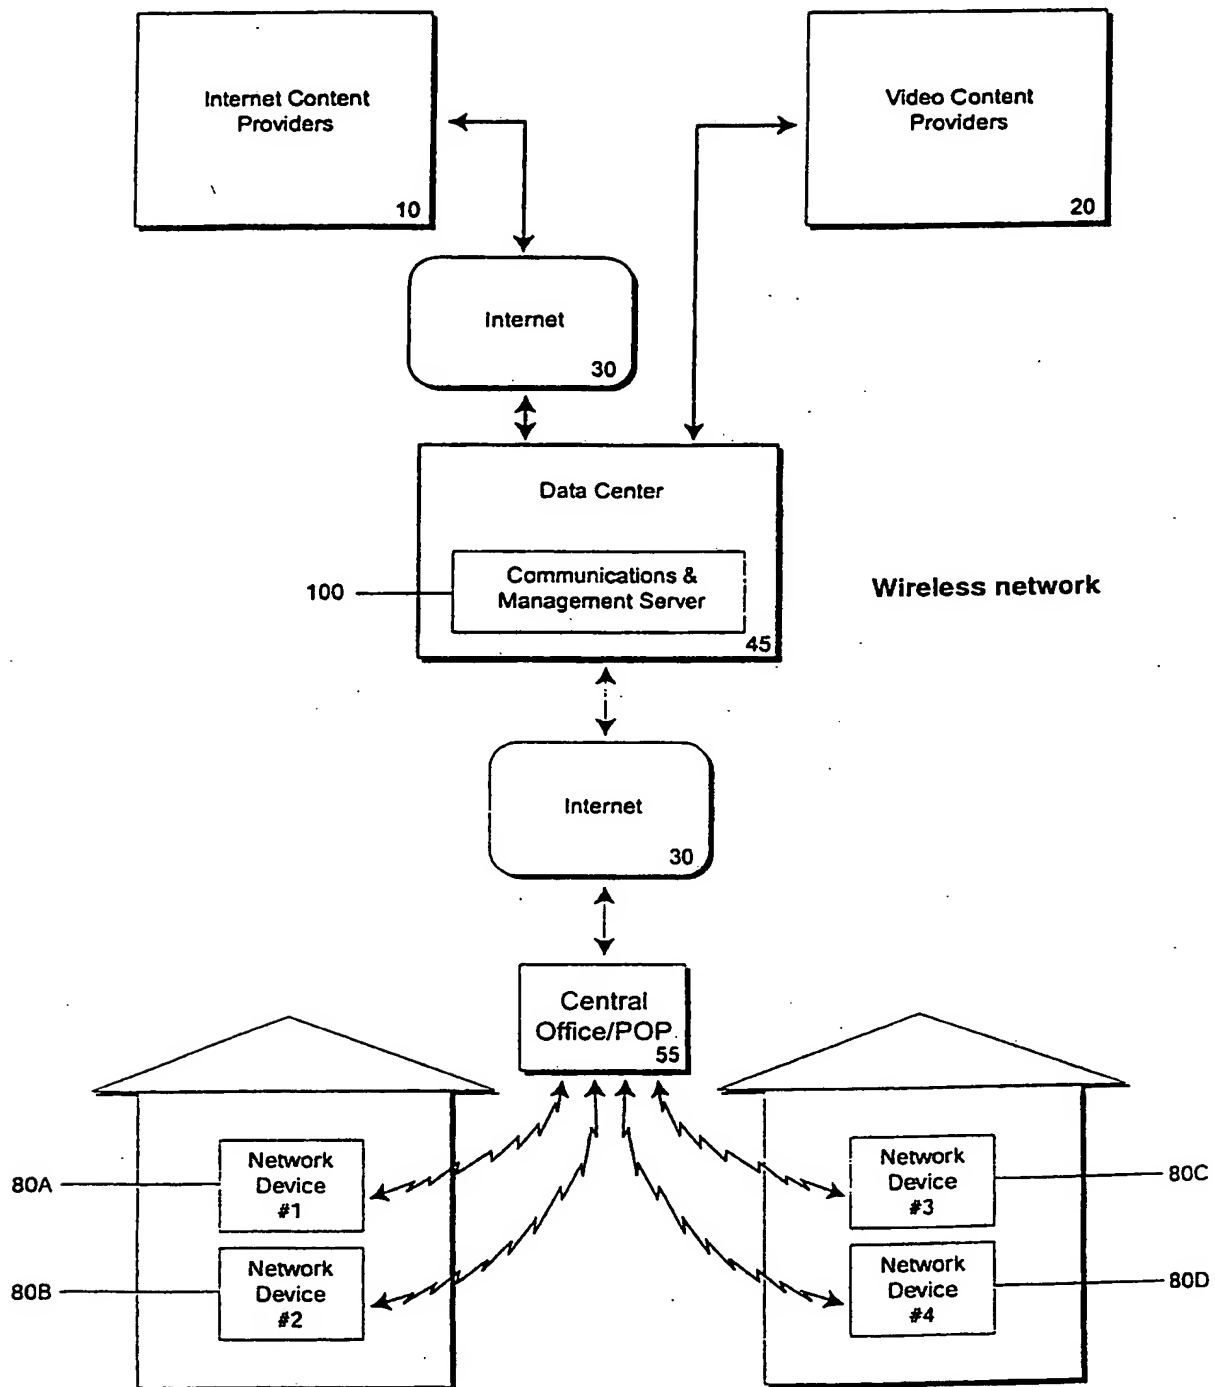 Internet Content
Providers
10
Video Content
Providers
20
Internet
30
Data Center
100
Communications &
Management Server
45
Wireless network
Internet
30
Central
Office/POP
55
80A
Network
Device
#1
80B
Network
Device
#2
Network
Device
#3
80C
Network
Device
#4
80D